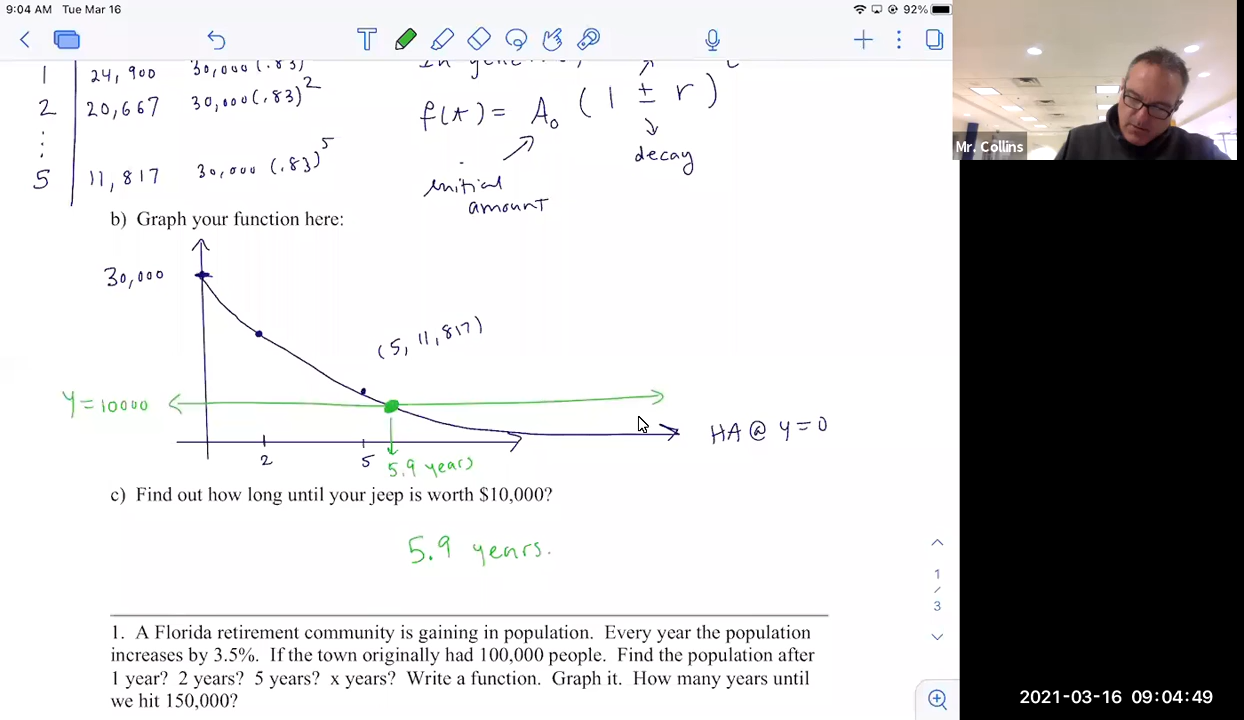 9:04 AM Tue Mar 16
92%
1 24,900 30,000(.83)
In general,
2 20,667 30,000(.83)2
f(t) = A0 (1 ± r)
⋮
decay
5 11,817 30,000 (.83)5
initial
amount
Mr. Collins
b) Graph your function here:
30,000
(5, 11,817)
y = 10000
HA @ y = 0
2 5
5.9 years
c) Find out how long until your jeep is worth $10,000?
5.9 years.
1
/
3
1. A Florida retirement community is gaining in population. Every year the population
increases by 3.5%. If the town originally had 100,000 people. Find the population after
1 year? 2 years? 5 years? x years? Write a function. Graph it. How many years until
we hit 150,000?
2021-03-16 09:04:49